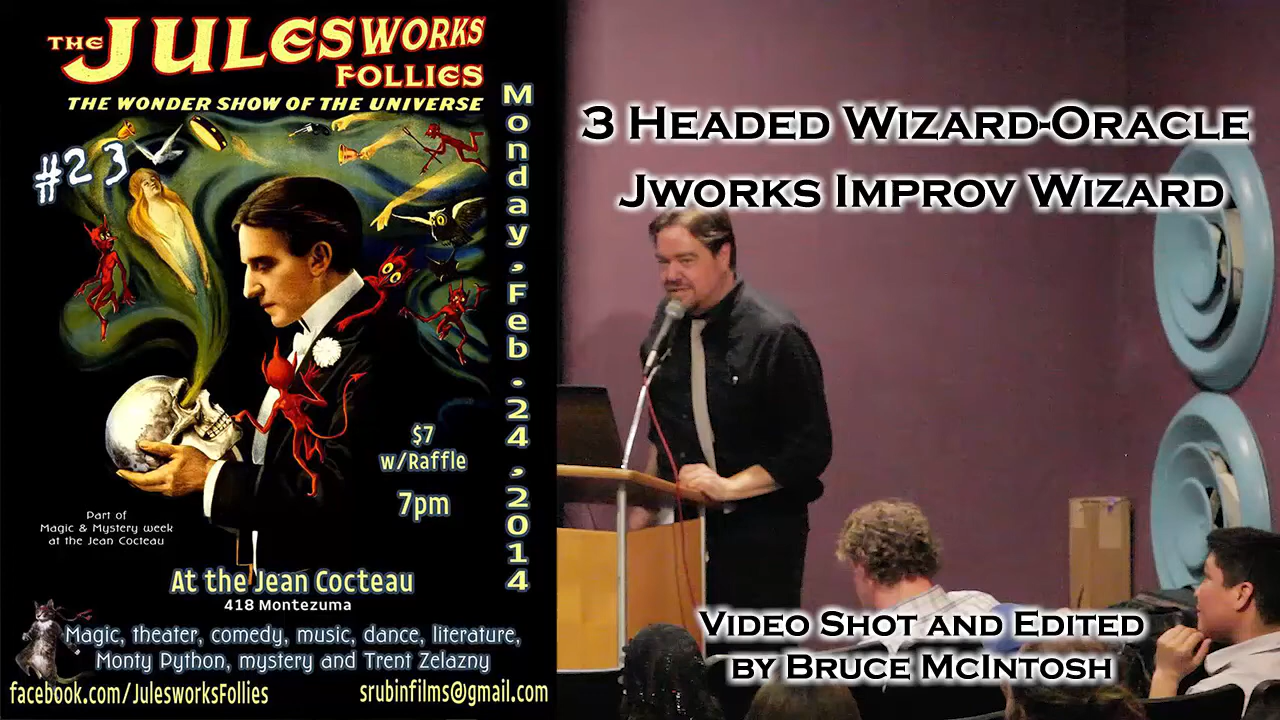 THE JULESWORKS
FOLLIES
THE WONDER SHOW OF THE UNIVERSE
#23
Monday, Feb. 24, 2014
$7
w/Raffle
7pm
Part of
Magic & Mystery week
at the Jean Cocteau
At the Jean Cocteau
418 Montezuma
Magic, theater, comedy, music, dance, literature,
Monty Python, mystery and Trent Zelazny
facebook.com/JulesworksFollies
srubinfilms@gmail.com
3 HEADED WIZARD-ORACLE
JWORKS IMPROV WIZARD
VIDEO SHOT AND EDITED
BY BRUCE MCINTOSH